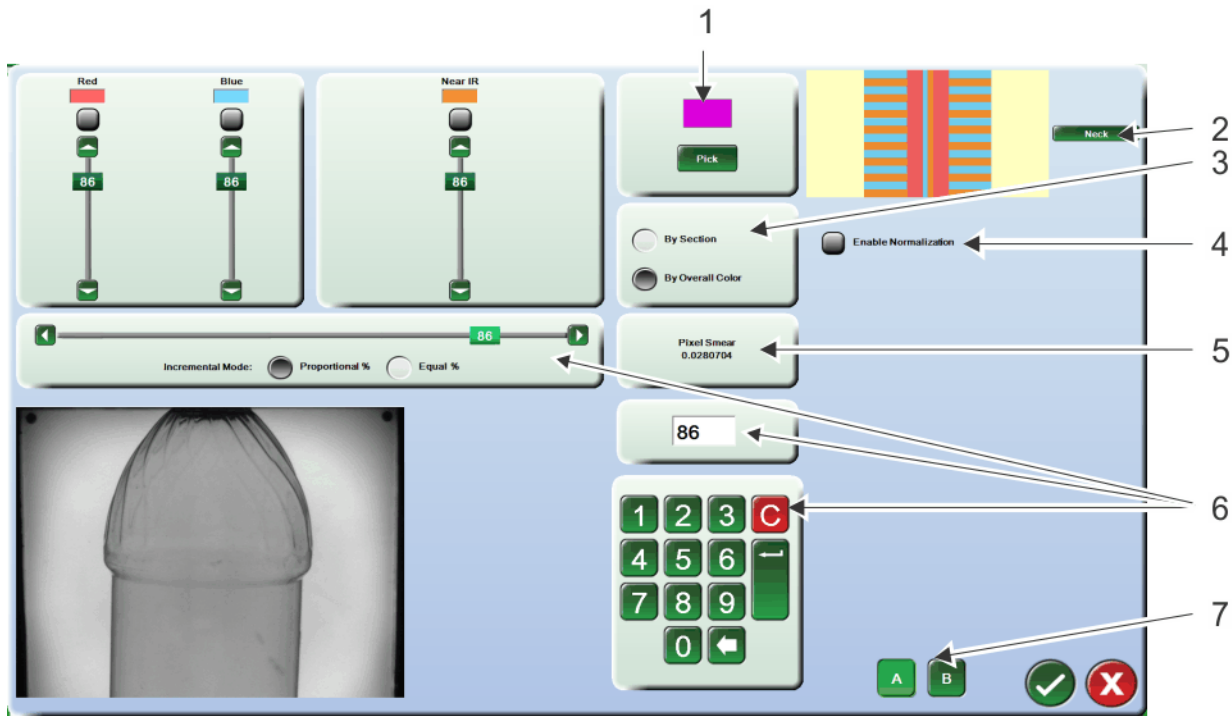 1
Red Blue Near IR
Neck
2
3
86 86 86
Pick
By Section
Enable Normalization
4
By Overall Color
86
Pixel Smear
0.0280704
5
Incremental Mode: Proportional % Equal %
86
1 2 3 C
6
4 5 6
7 8 9
0
7
A B